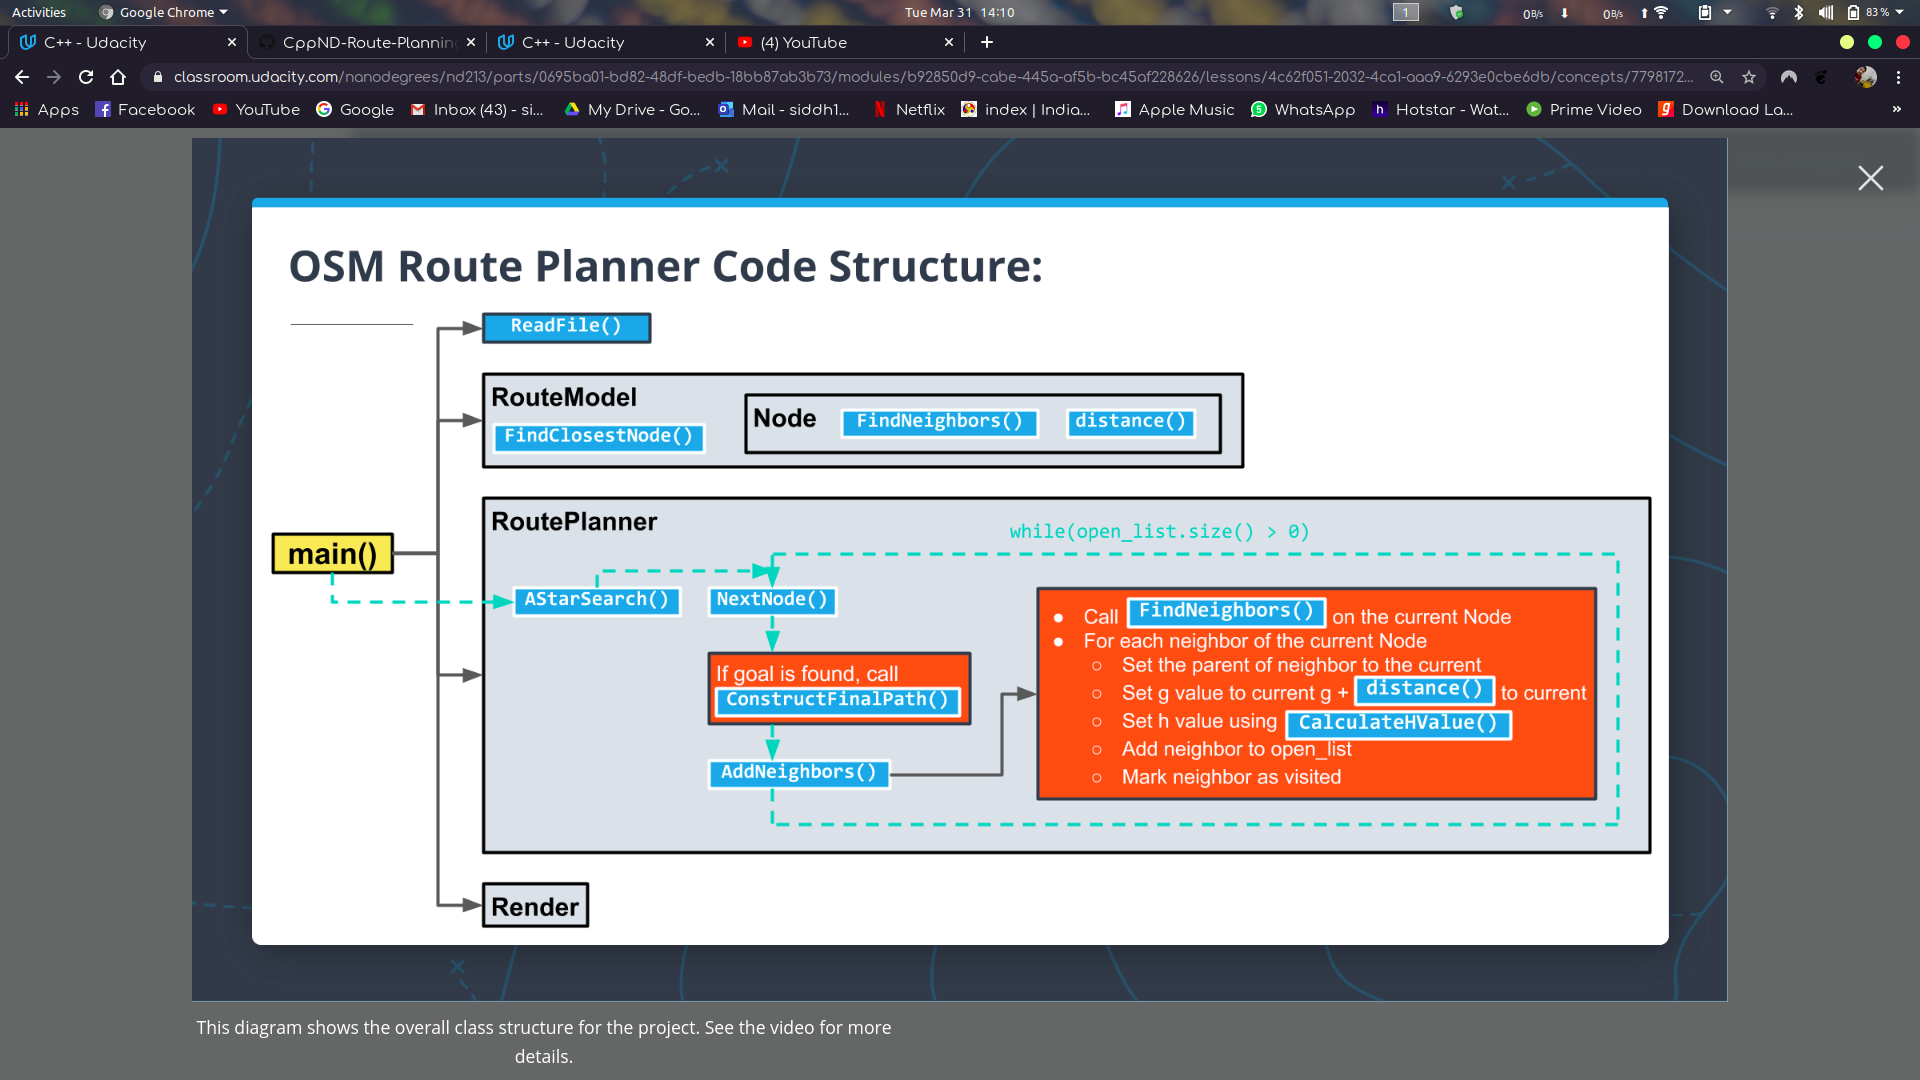 Activities
Google Chrome
Tue Mar 31 14:10
1
0B/s
0B/s
83 %
C++ - Udacity
CppND-Route-Planning
C++ - Udacity
(4) YouTube
classroom.udacity.com/nanodegrees/nd213/parts/0695ba01-bd82-48df-bedb-18bb87ab3b73/modules/b92850d9-cabe-445a-af5b-bc45af228626/lessons/4c62f051-2032-4ca1-aaa9-6293e0cbe6db/concepts/7798172...
Apps
Facebook
YouTube
Google
Inbox (43) - si...
My Drive - Go...
Mail - siddh1...
Netflix
index | India...
Apple Music
WhatsApp
Hotstar - Wat...
Prime Video
Download La...
»
OSM Route Planner Code Structure:
ReadFile()
RouteModel
FindClosestNode()
Node
FindNeighbors()
distance()
main()
RoutePlanner
while(open_list.size() > 0)
AStarSearch()
NextNode()
If goal is found, call
ConstructFinalPath()
AddNeighbors()
● Call FindNeighbors() on the current Node
● For each neighbor of the current Node
○ Set the parent of neighbor to the current
○ Set g value to current g + distance() to current
○ Set h value using CalculateHValue()
○ Add neighbor to open_list
○ Mark neighbor as visited
Render
This diagram shows the overall class structure for the project. See the video for more
details.